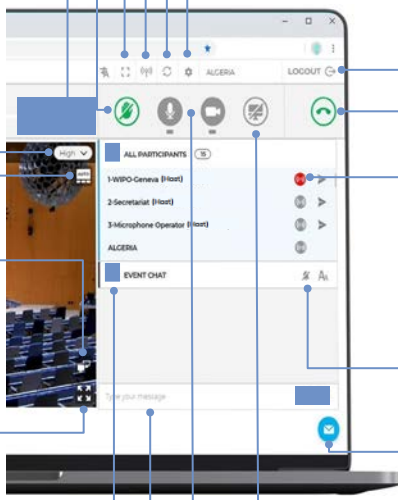 ALGERIA
LOGOUT
High
AUTO
ALL PARTICIPANTS 15
1-WIPO-Geneva (Host)
2-Secretariat (Host)
3-Microphone Operator (Host)
ALGERIA
EVENT CHAT
Type your message